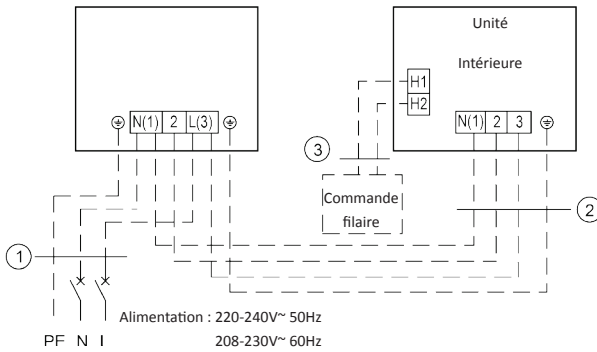 Unité
Intérieure
H1
H2
N(1) 2 L(3)
N(1) 2 3
3
Commande
filaire
2
1
Alimentation : 220-240V~ 50Hz
PE N L 208-230V~ 60Hz